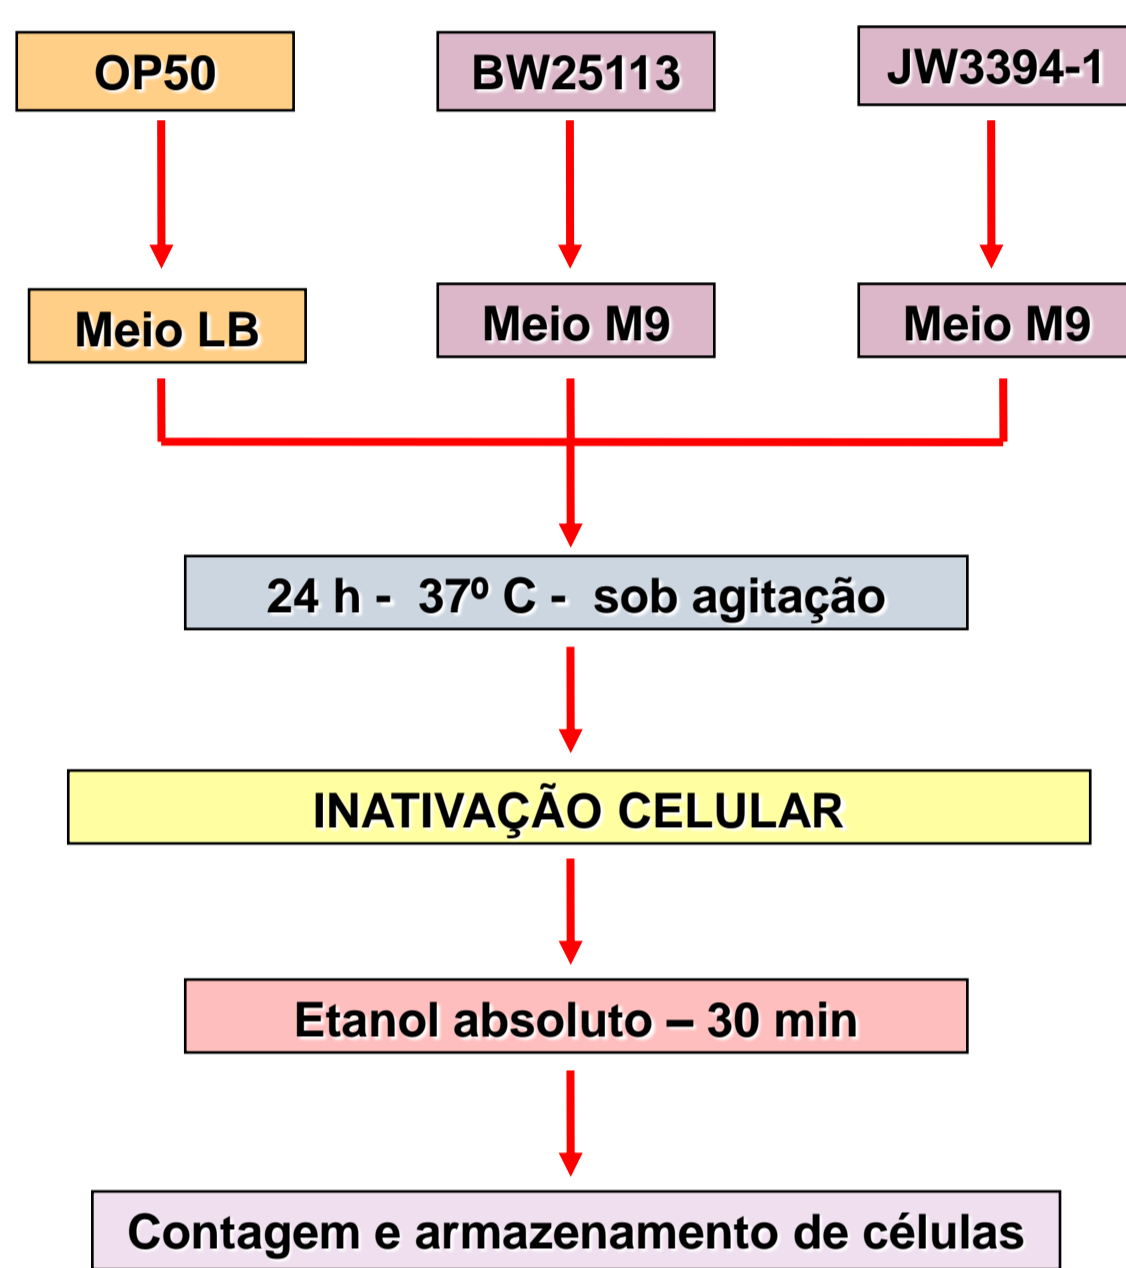 OP50
BW25113
JW3394-1
Meio LB
Meio M9
Meio M9
24 h - 37º C - sob agitação
INATIVAÇÃO CELULAR
Etanol absoluto – 30 min
Contagem e armazenamento de células